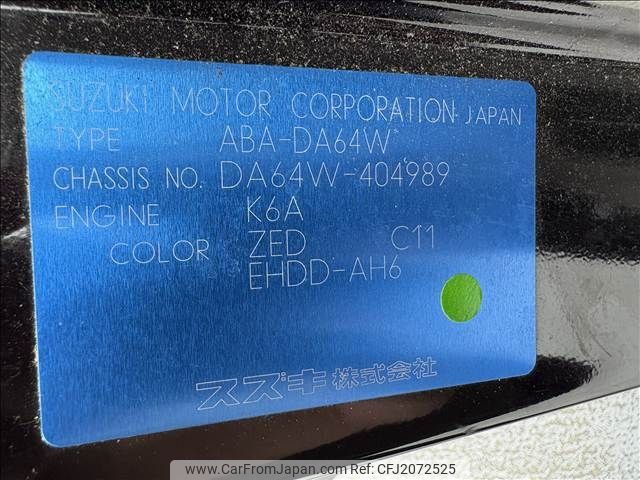 SUZUKI MOTOR CORPORATION JAPAN
TYPE ABA-DA64W
CHASSIS NO. DA64W-404989
ENGINE K6A
COLOR ZED C11
EHDD-AH6
スズキ株式会社
www.CarFromJapan.com | CFJ2072525